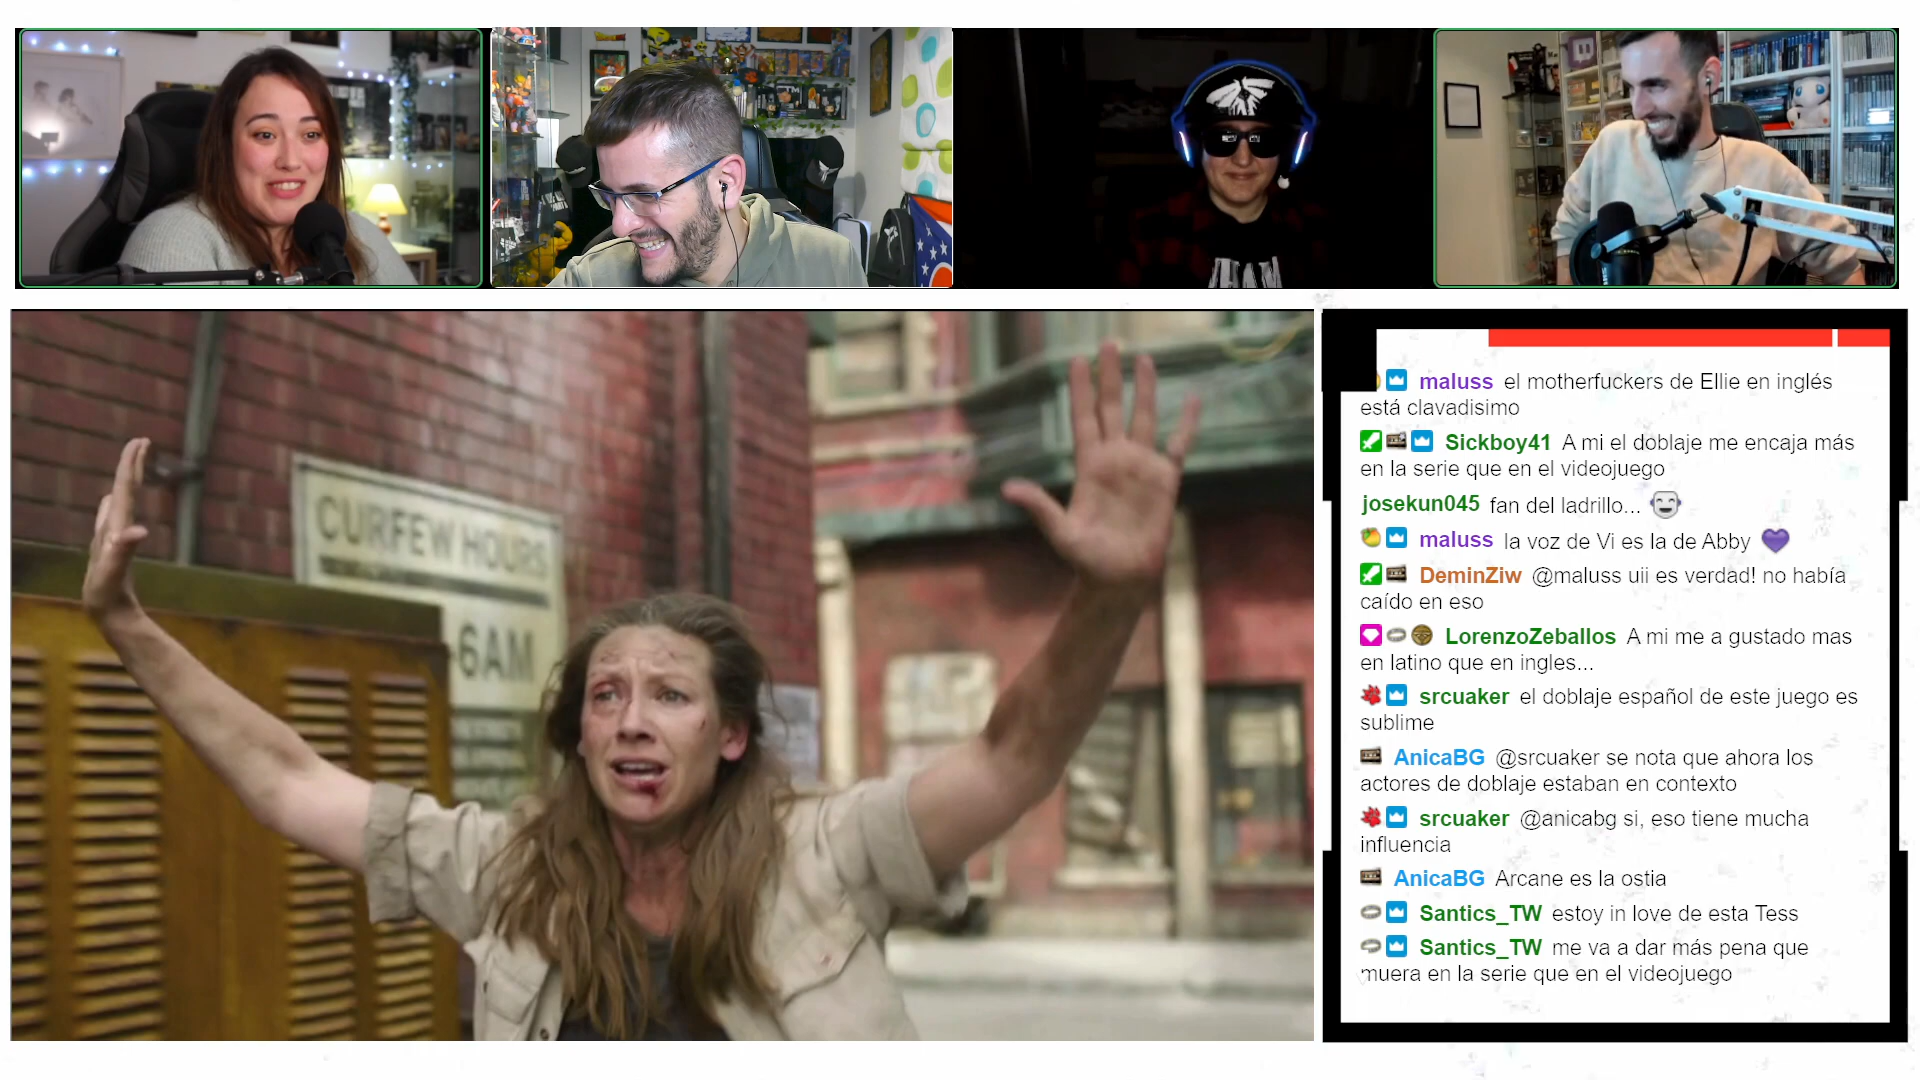 CURFEW HOURS
-6AM
maluss el motherfuckers de Ellie en inglés
está clavadisimo
Sickboy41 A mi el doblaje me encaja más
en la serie que en el videojuego
josekun045 fan del ladrillo...
maluss la voz de Vi es la de Abby
DeminZiw @maluss uii es verdad! no había
caído en eso
LorenzoZeballos A mi me a gustado mas
en latino que en ingles...
srcuaker el doblaje español de este juego es
sublime
AnicaBG @srcuaker se nota que ahora los
actores de doblaje estaban en contexto
srcuaker @anicabg si, eso tiene mucha
influencia
AnicaBG Arcane es la ostia
Santics_TW estoy in love de esta Tess
Santics_TW me va a dar más pena que
muera en la serie que en el videojuego